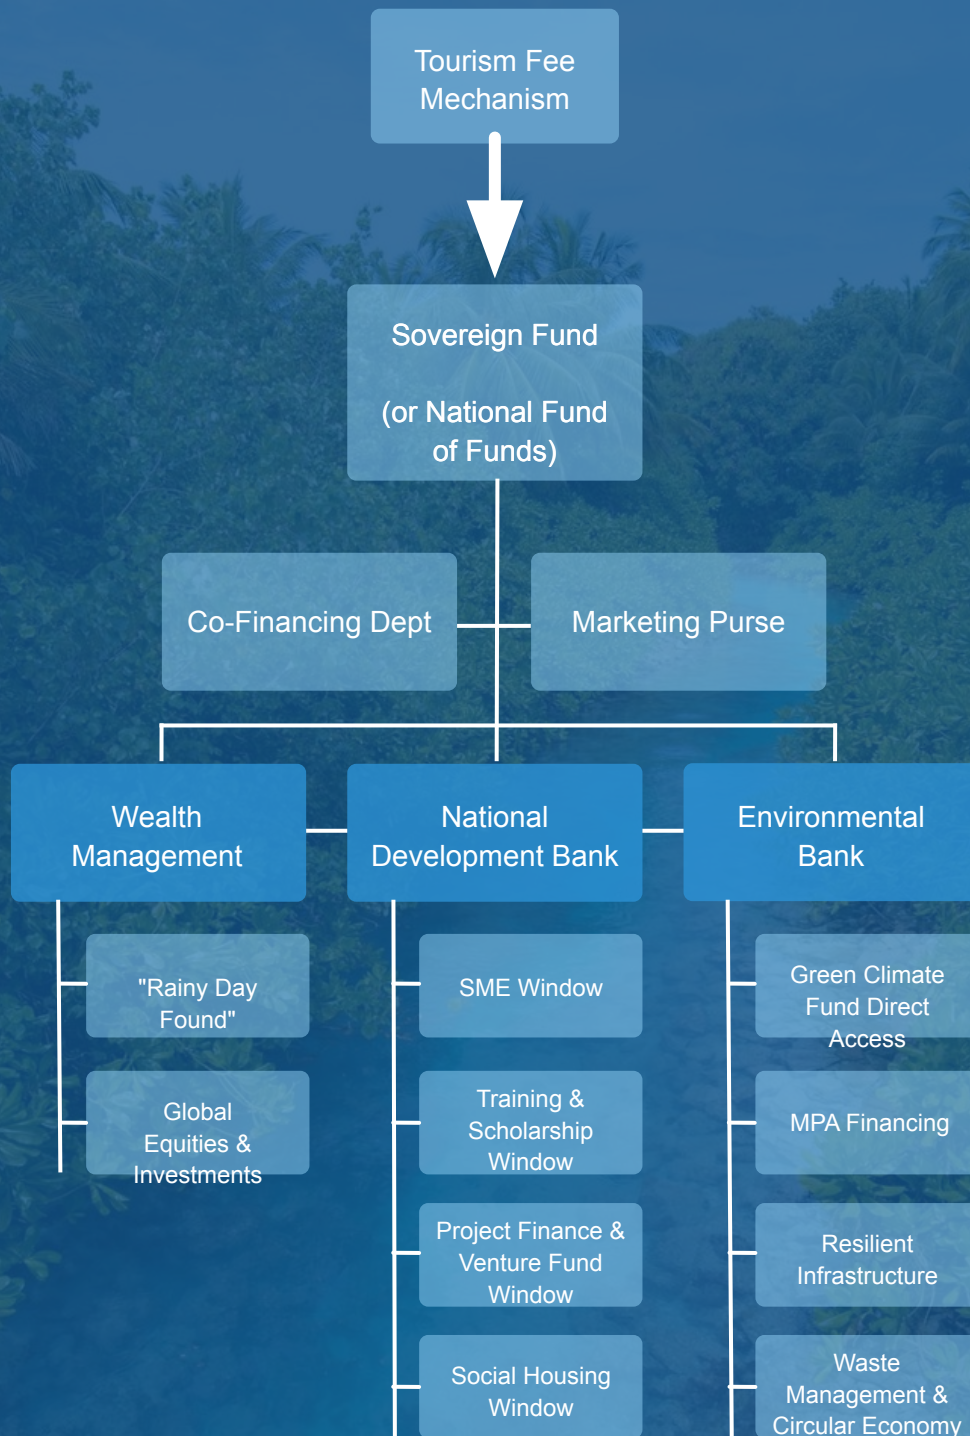 Tourism Fee
Mechanism
Sovereign Fund
(or National Fund
of Funds)
Co-Financing Dept
Marketing Purse
Wealth
Management
National
Development Bank
Environmental
Bank
"Rainy Day
Found"
Global
Equities &
Investments
SME Window
Training &
Scholarship
Window
Project Finance &
Venture Fund
Window
Social Housing
Window
Green Climate
Fund Direct
Access
MPA Financing
Resilient
Infrastructure
Waste
Management &
Circular Economy